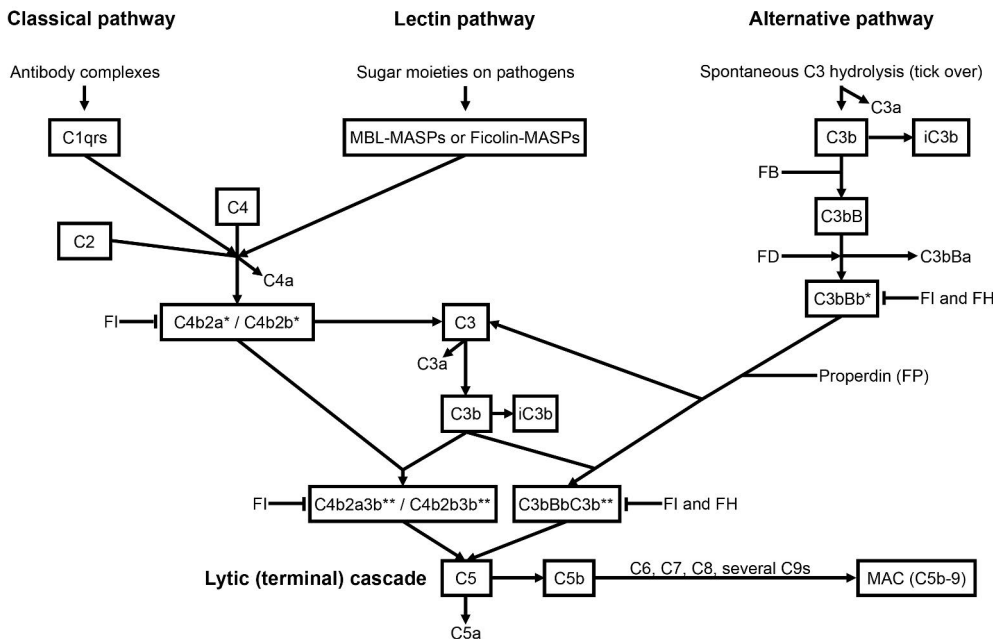 Classical pathway
Lectin pathway
Alternative pathway
Antibody complexes
Sugar moieties on pathogens
Spontaneous C3 hydrolysis (tick over)
C3a
C1qrs
MBL-MASPs or Ficolin-MASPs
C3b
iC3b
FB
C4
C3bB
C2
FD
C3bBa
C4a
C3bBb*
FI and FH
FI
C4b2a* / C4b2b*
C3
C3a
Properdin (FP)
C3b
iC3b
FI
C4b2a3b** / C4b2b3b**
C3bBbC3b**
FI and FH
Lytic (terminal) cascade
C5
C5b
C6, C7, C8, several C9s
MAC (C5b-9)
C5a